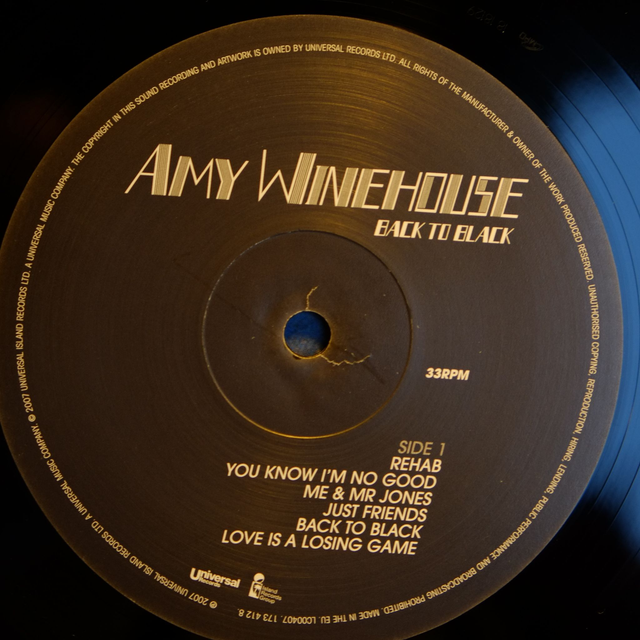 AMY WINEHOUSE
BACK TO BLACK
33RPM
SIDE 1
REHAB
YOU KNOW I'M NO GOOD
ME & MR JONES
JUST FRIENDS
BACK TO BLACK
LOVE IS A LOSING GAME
Universal
records
Island
Records
Group
℗ 2007 UNIVERSAL ISLAND RECORDS LTD. A UNIVERSAL MUSIC COMPANY. © 2007 UNIVERSAL ISLAND RECORDS LTD. A UNIVERSAL MUSIC COMPANY. THE COPYRIGHT IN THIS SOUND RECORDING AND ARTWORK IS OWNED BY UNIVERSAL RECORDS LTD. ALL RIGHTS OF THE MANUFACTURER & OWNER OF THE WORK PRODUCED RESERVED. UNAUTHORISED COPYING, REPRODUCTION, HIRING, LENDING, PUBLIC PERFORMANCE AND BROADCASTING PROHIBITED. MADE IN THE EU. LC00407. 173 412 8.